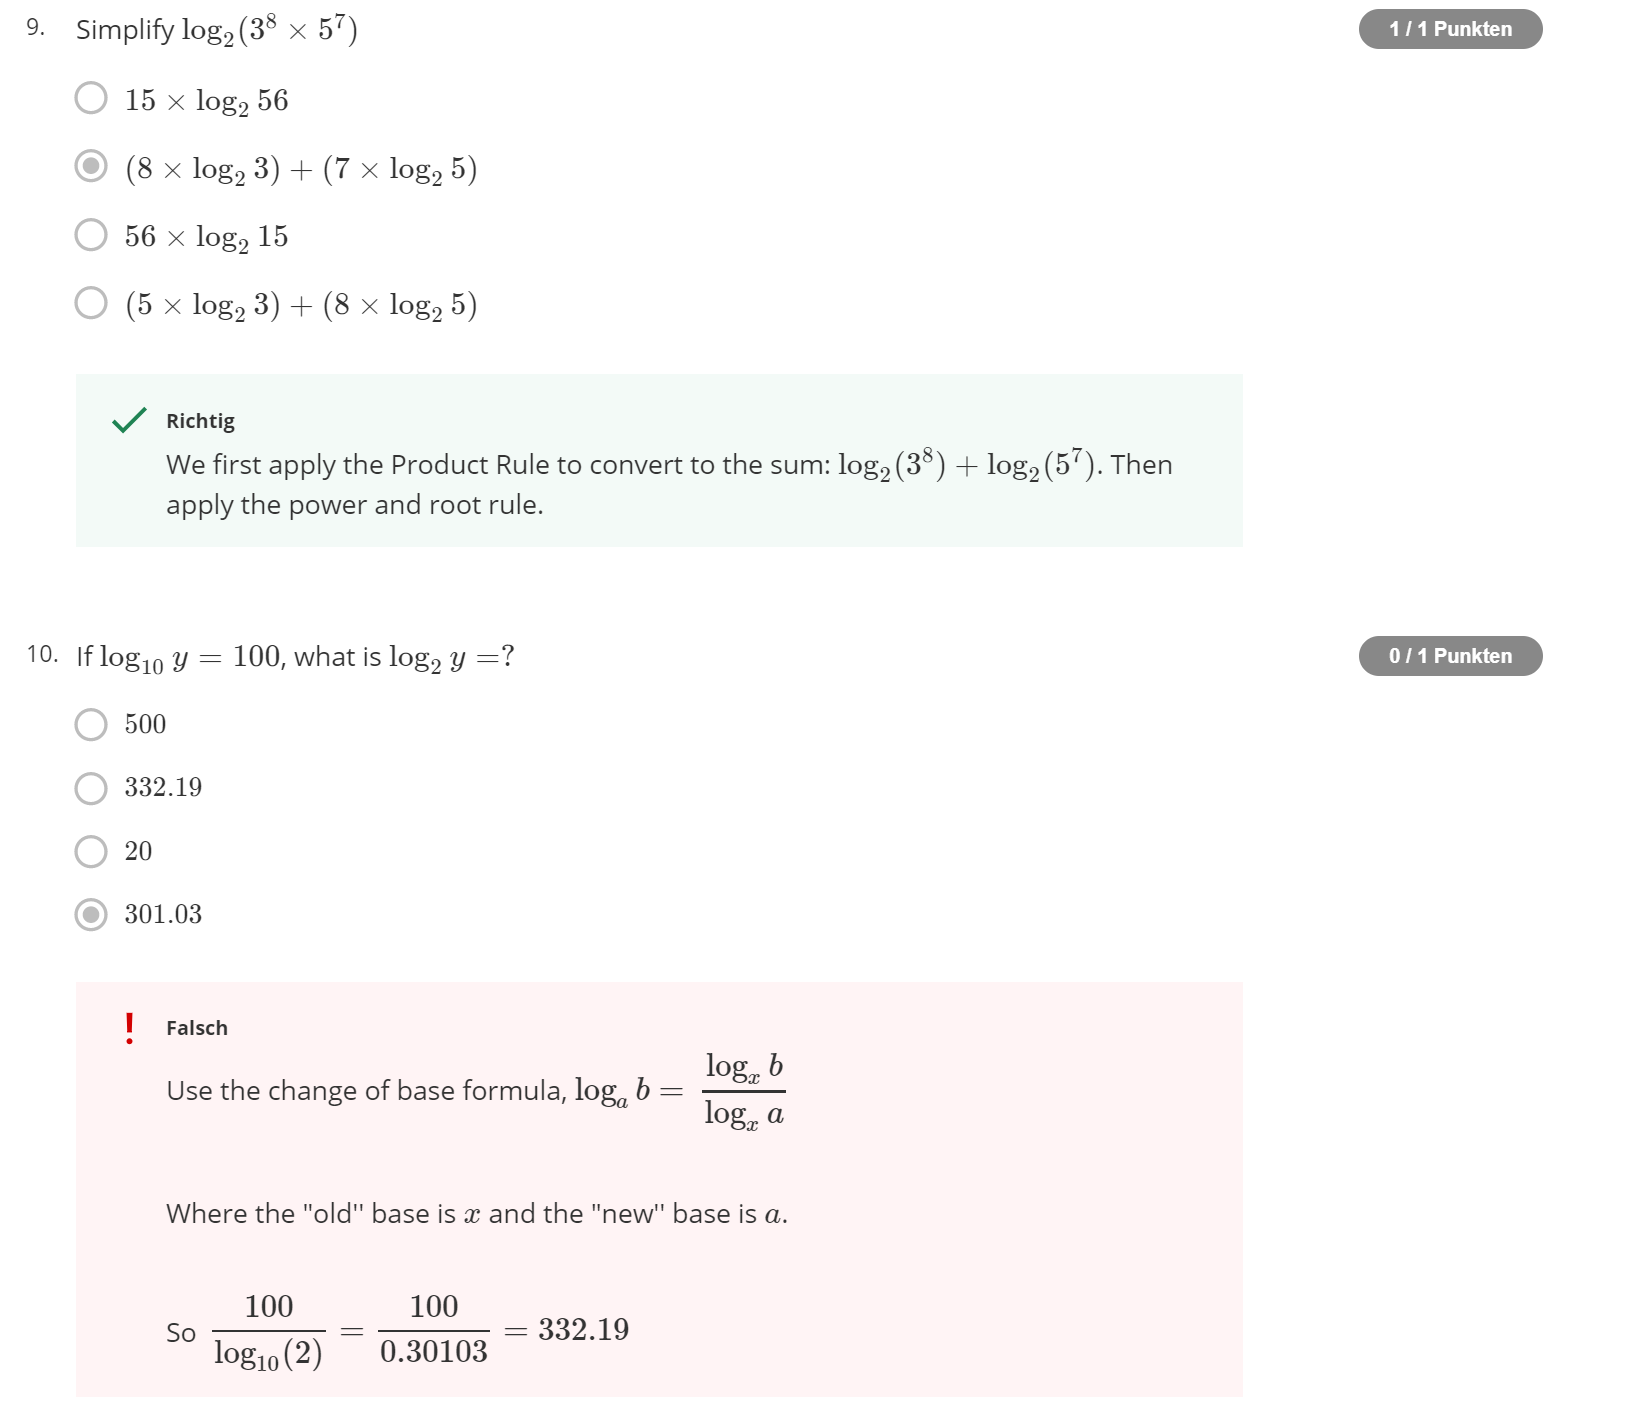 9. Simplify log₂(3⁸ × 5⁷)
1 / 1 Punkten
15 × log₂ 56
(8 × log₂ 3) + (7 × log₂ 5)
56 × log₂ 15
(5 × log₂ 3) + (8 × log₂ 5)
Richtig
We first apply the Product Rule to convert to the sum: log₂(3⁸) + log₂(5⁷). Then
apply the power and root rule.
10. If log₁₀ y = 100, what is log₂ y =?
0 / 1 Punkten
500
332.19
20
301.03
! Falsch
Use the change of base formula, logₐ b = logₓ b / logₓ a
Where the "old'' base is x and the "new'' base is a.
So 100 / log₁₀(2) = 100 / 0.30103 = 332.19